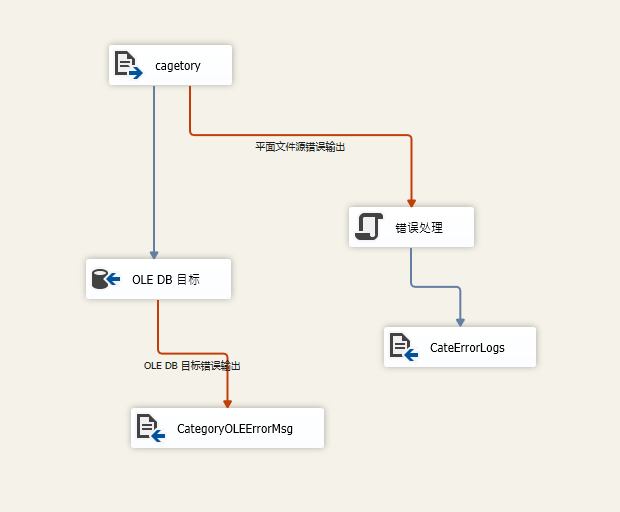 cagetory
平面文件源错误输出
错误处理
OLE DB 目标
CateErrorLogs
OLE DB 目标错误输出
CategoryOLEErrorMsg